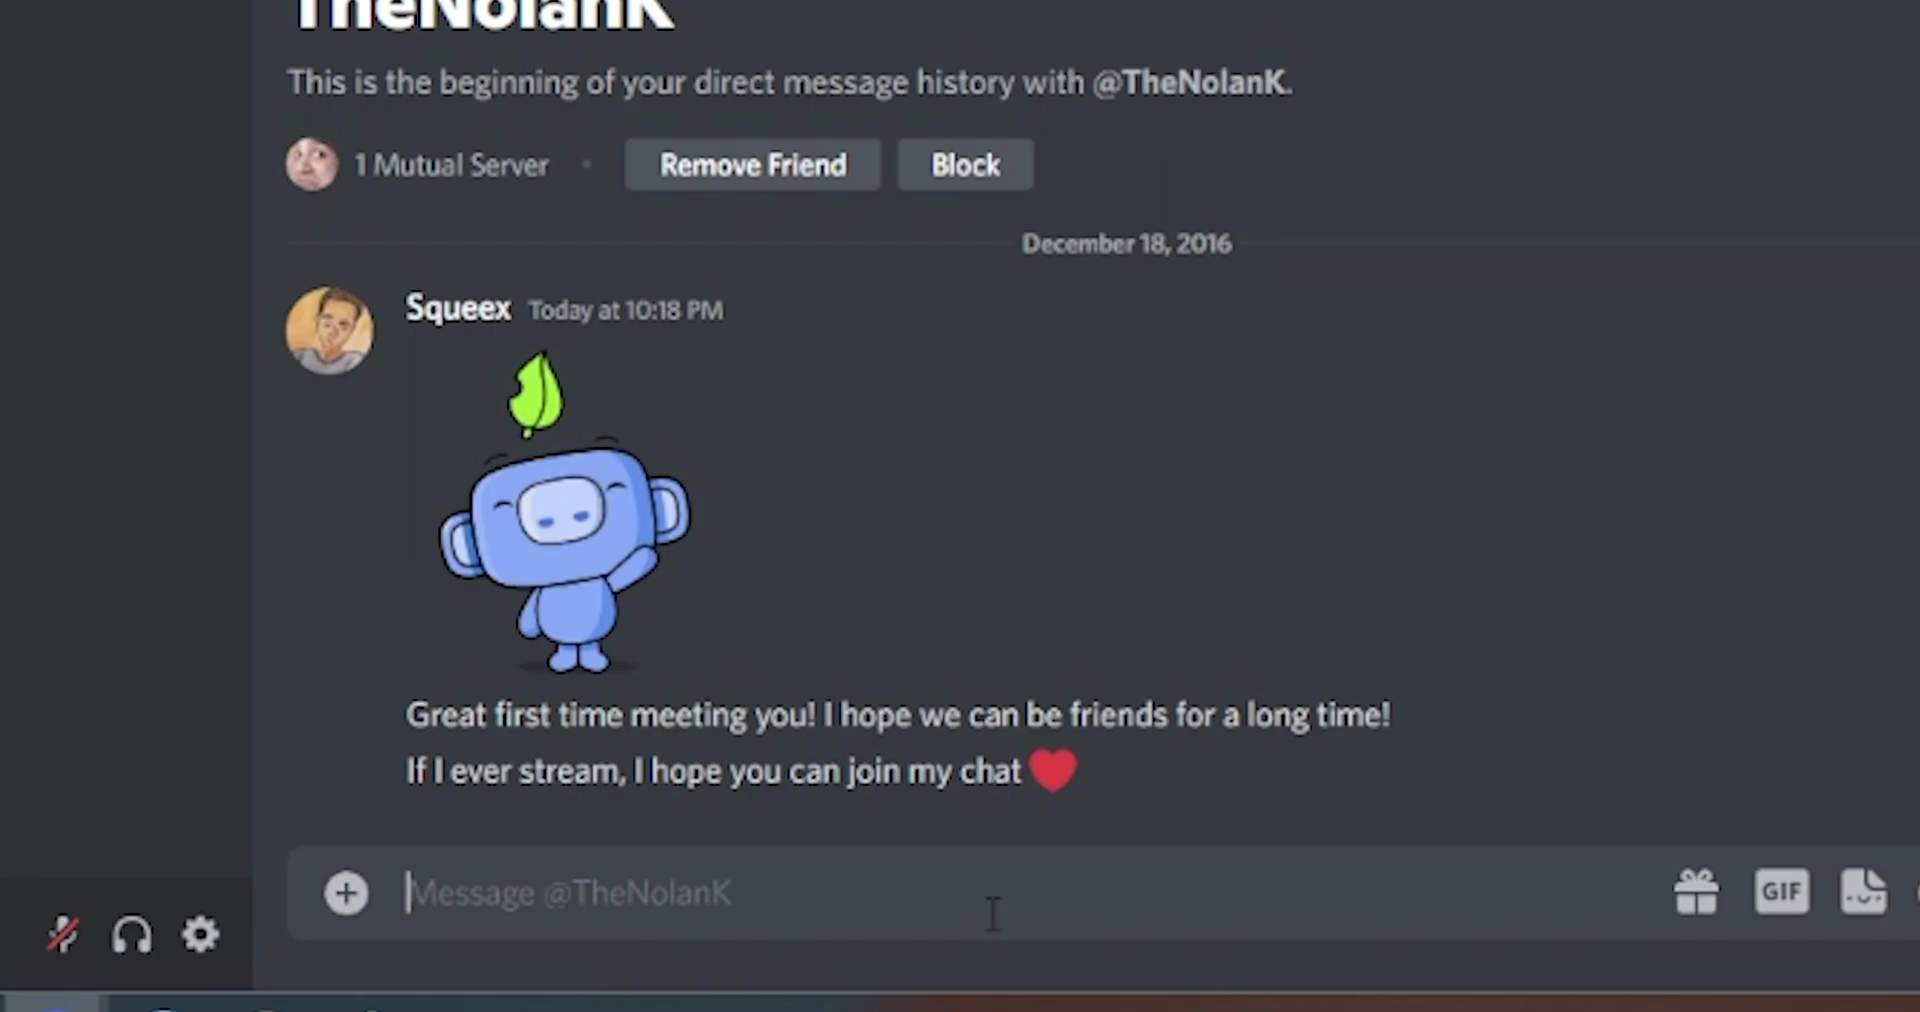 TheNolanK
This is the beginning of your direct message history with @TheNolanK.
1 Mutual Server • Remove Friend Block
December 18, 2016
Squeex Today at 10:18 PM
Great first time meeting you! I hope we can be friends for a long time!
If I ever stream, I hope you can join my chat ❤️
Message @TheNolanK
GIF